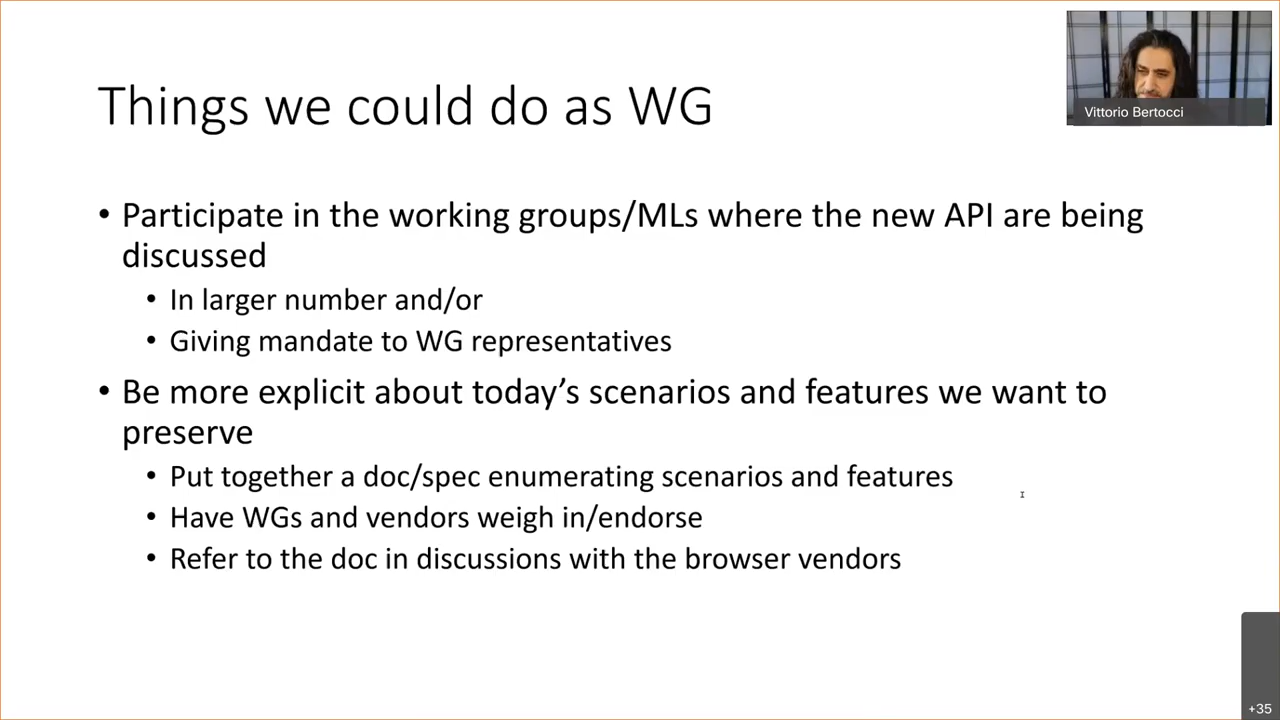 Things we could do as WG
Vittorio Bertocci
• Participate in the working groups/MLs where the new API are being
discussed
• In larger number and/or
• Giving mandate to WG representatives
• Be more explicit about today’s scenarios and features we want to
preserve
• Put together a doc/spec enumerating scenarios and features
• Have WGs and vendors weigh in/endorse
• Refer to the doc in discussions with the browser vendors
+35